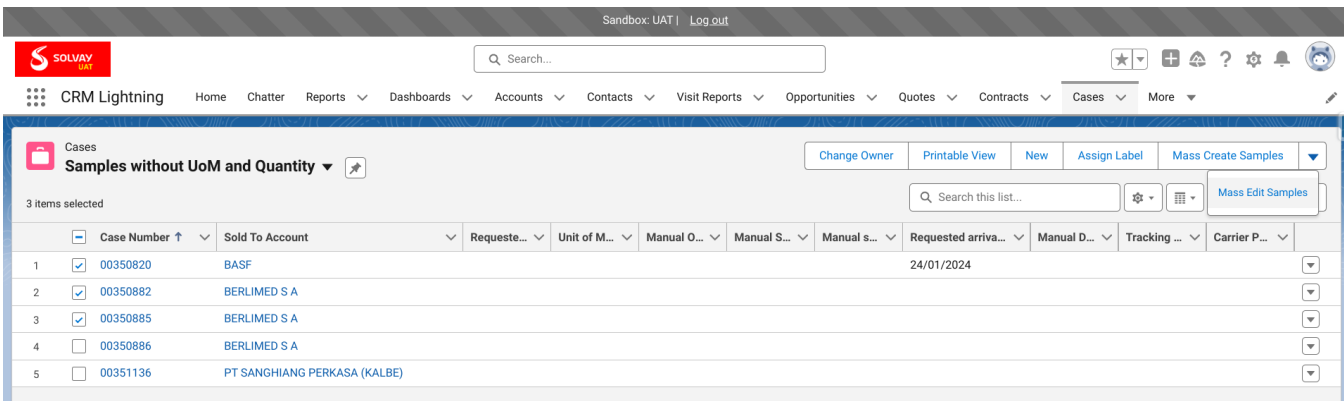 Sandbox: UAT | Log out
SOLVAY
UAT
Search...
CRM Lightning Home Chatter Reports Dashboards Accounts Contacts Visit Reports Opportunities Quotes Contracts Cases More
Cases
Samples without UoM and Quantity
Change Owner Printable View New Assign Label Mass Create Samples
3 items selected
Search this list...
Mass Edit Samples
Case Number Sold To Account Requeste... Unit of M... Manual O... Manual S... Manual s... Requested arriva... Manual D... Tracking ... Carrier P...
1 00350820 BASF 24/01/2024
2 00350882 BERLIMED S A
3 00350885 BERLIMED S A
4 00350886 BERLIMED S A
5 00351136 PT SANGHIANG PERKASA (KALBE)